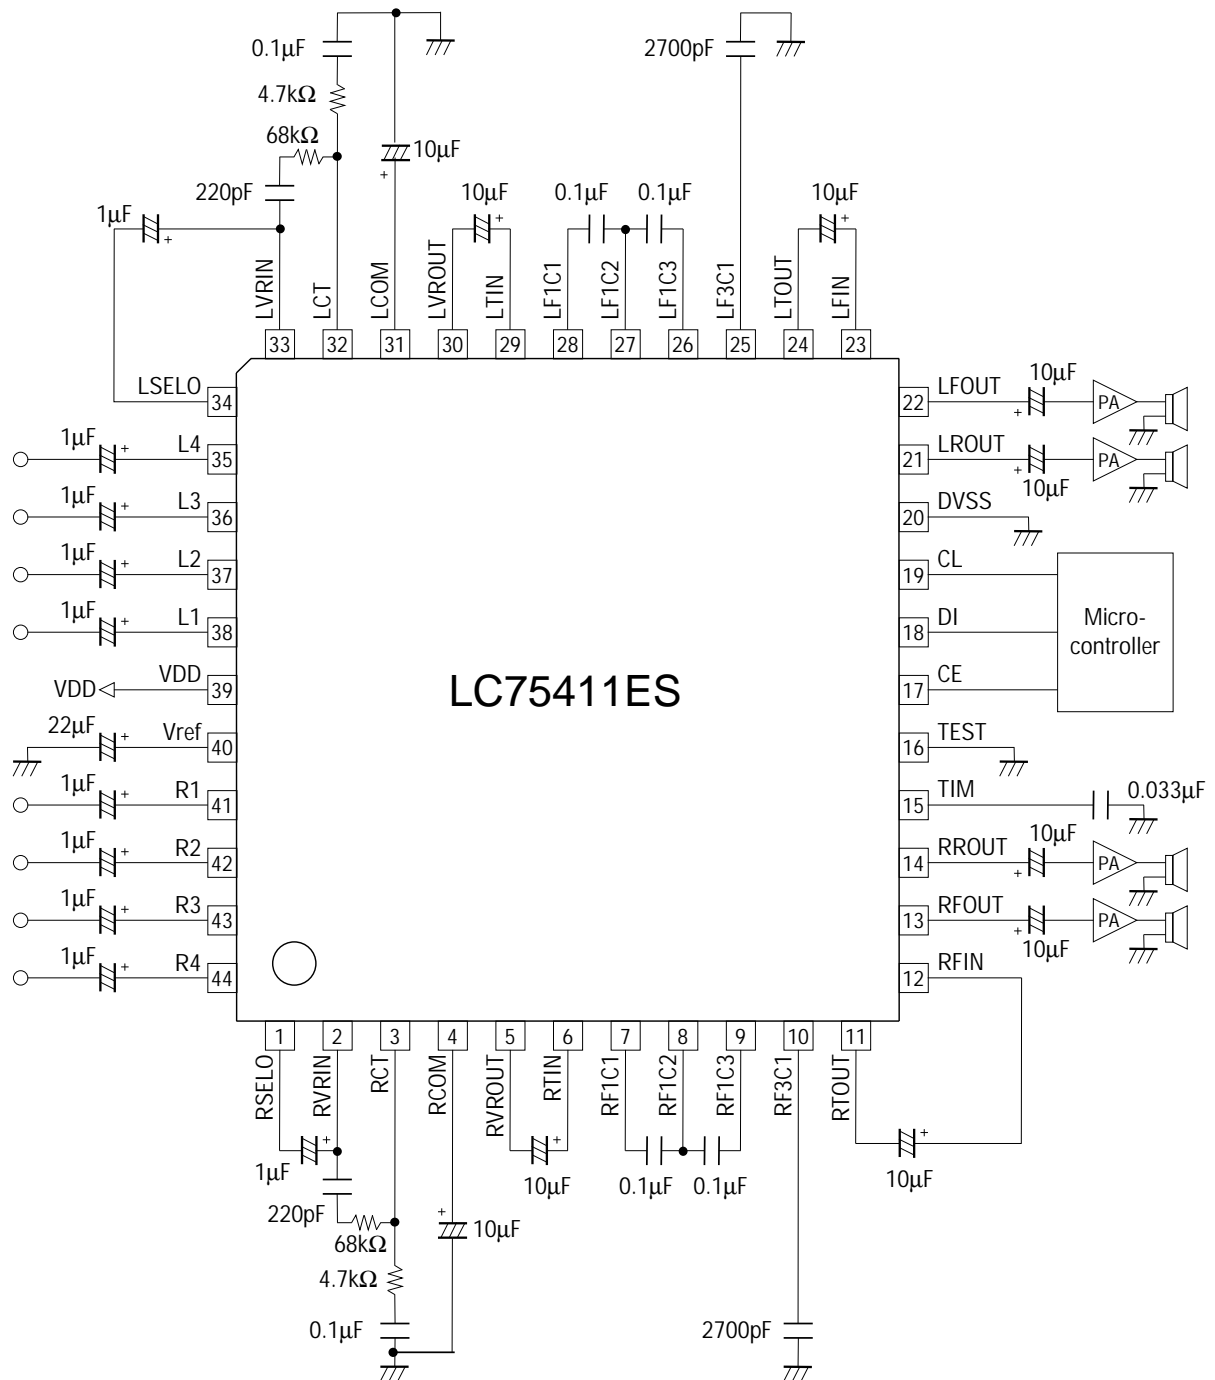 0.1µF
2700pF
4.7kΩ
68kΩ
10µF
220pF
1µF
+
+
10µF
+
0.1µF
0.1µF
10µF
+
LVRIN
LCT
LCOM
LVROUT
LTIN
LF1C1
LF1C2
LF1C3
LF3C1
LTOUT
LFIN
33
32
31
30
29
28
27
26
25
24
23
LSELO
34
22
LFOUT
10µF
+
PA
1µF
+
L4
35
21
LROUT
10µF
+
PA
1µF
+
L3
36
20
DVSS
1µF
+
L2
37
19
CL
1µF
+
L1
38
18
DI
Micro-
controller
VDD
VDD
39
LC75411ES
17
CE
22µF
+
Vref
40
16
TEST
1µF
+
R1
41
15
TIM
0.033µF
1µF
+
R2
42
14
RROUT
10µF
+
PA
1µF
+
R3
43
13
RFOUT
10µF
+
PA
1µF
+
R4
44
12
RFIN
1
2
3
4
5
6
7
8
9
10
11
RSELO
RVRIN
RCT
RCOM
RVROUT
RTIN
RF1C1
RF1C2
RF1C3
RF3C1
RTOUT
+
1µF
+
10µF
0.1µF
0.1µF
+
10µF
220pF
68kΩ
+
10µF
4.7kΩ
0.1µF
2700pF